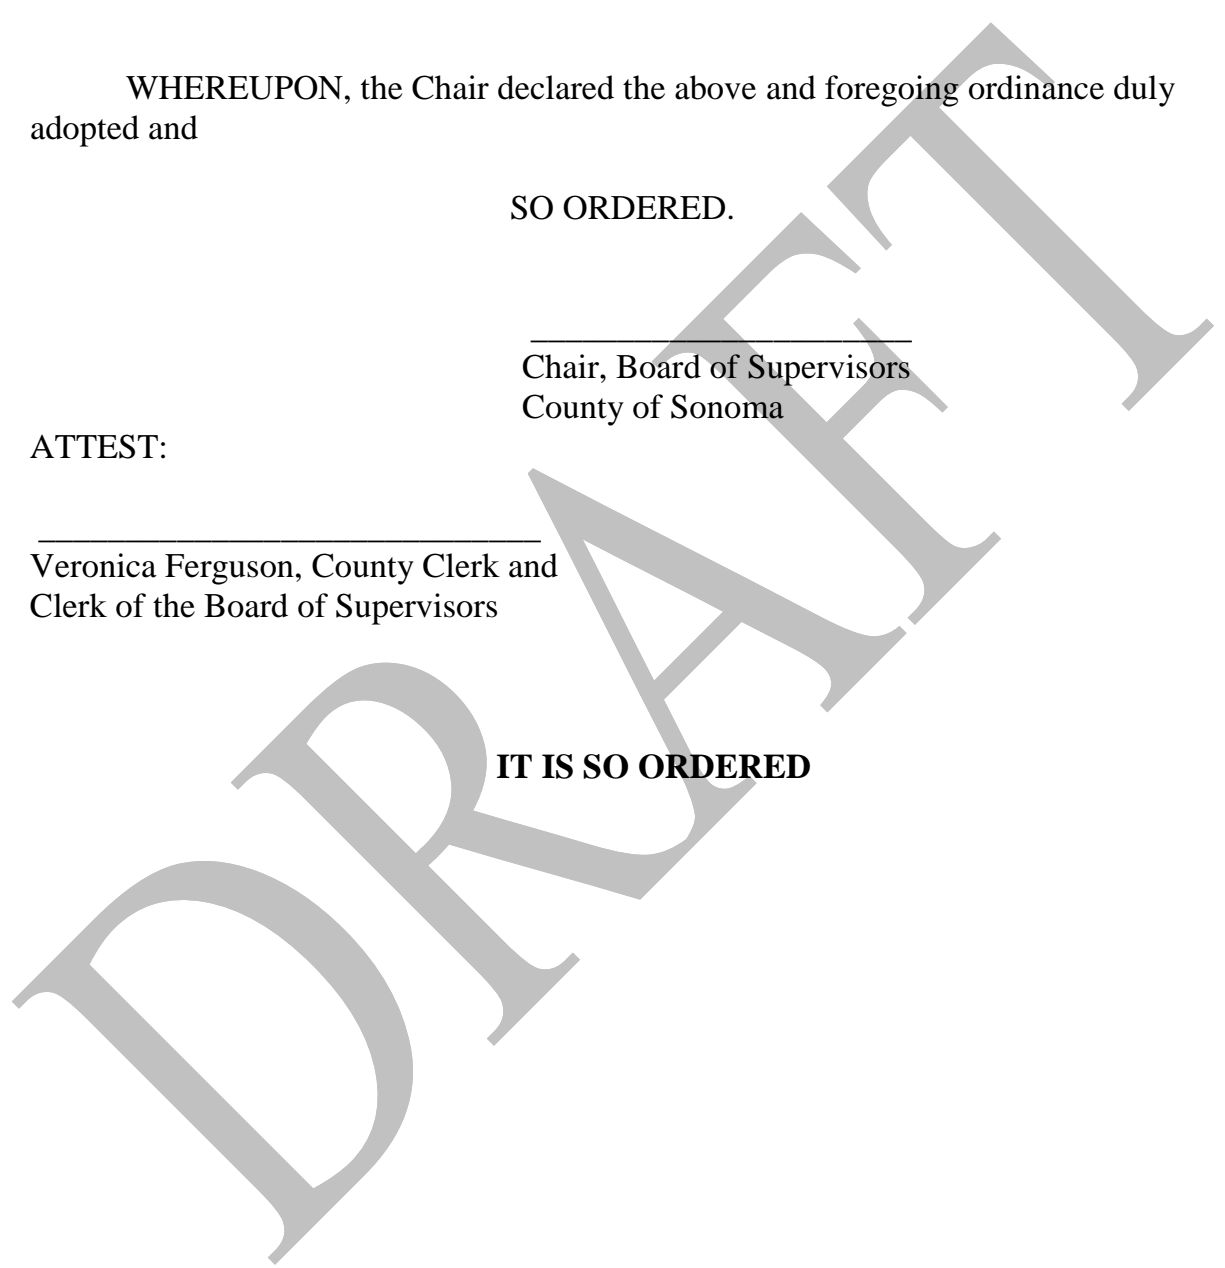 WHEREUPON, the Chair declared the above and foregoing ordinance duly
adopted and
SO ORDERED.
______________________
Chair, Board of Supervisors
County of Sonoma
ATTEST:
_____________________________
Veronica Ferguson, County Clerk and
Clerk of the Board of Supervisors
IT IS SO ORDERED
DRAFT